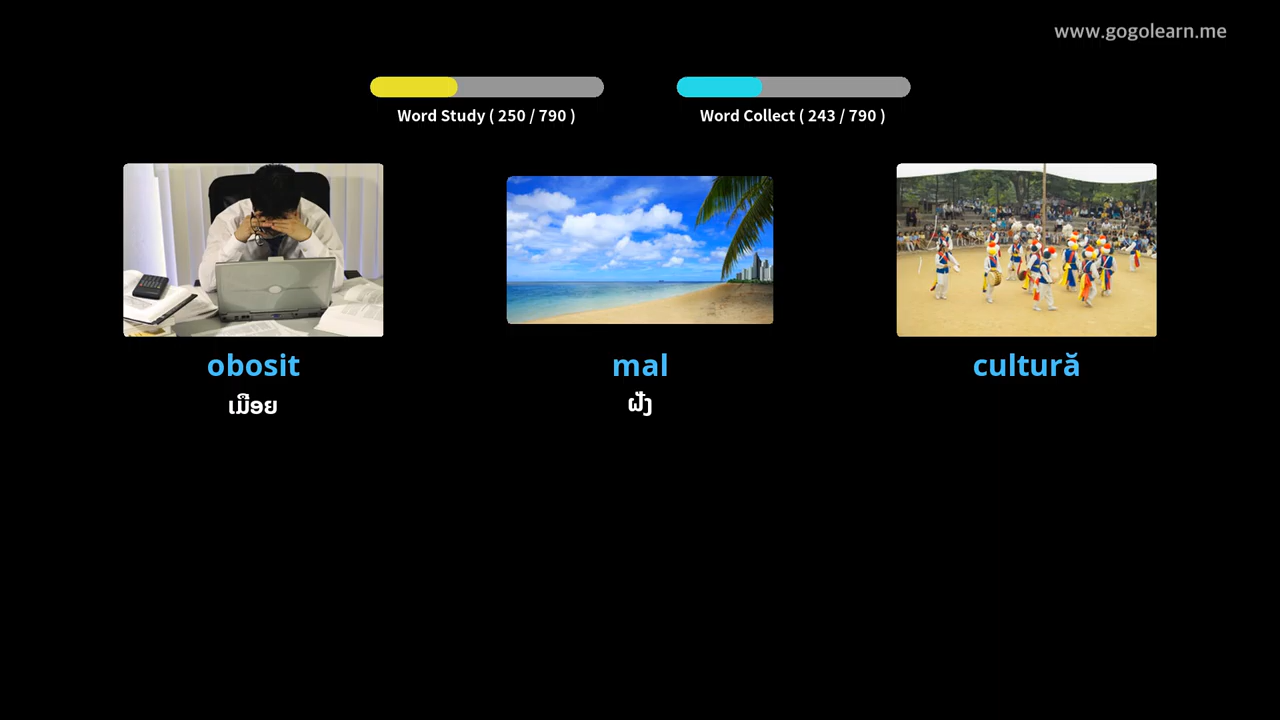 www.gogolearn.me
Word Study ( 250 / 790 )
Word Collect ( 243 / 790 )
obosit
mal
cultură
ເມື່ອຍ
ຝັ່ງ